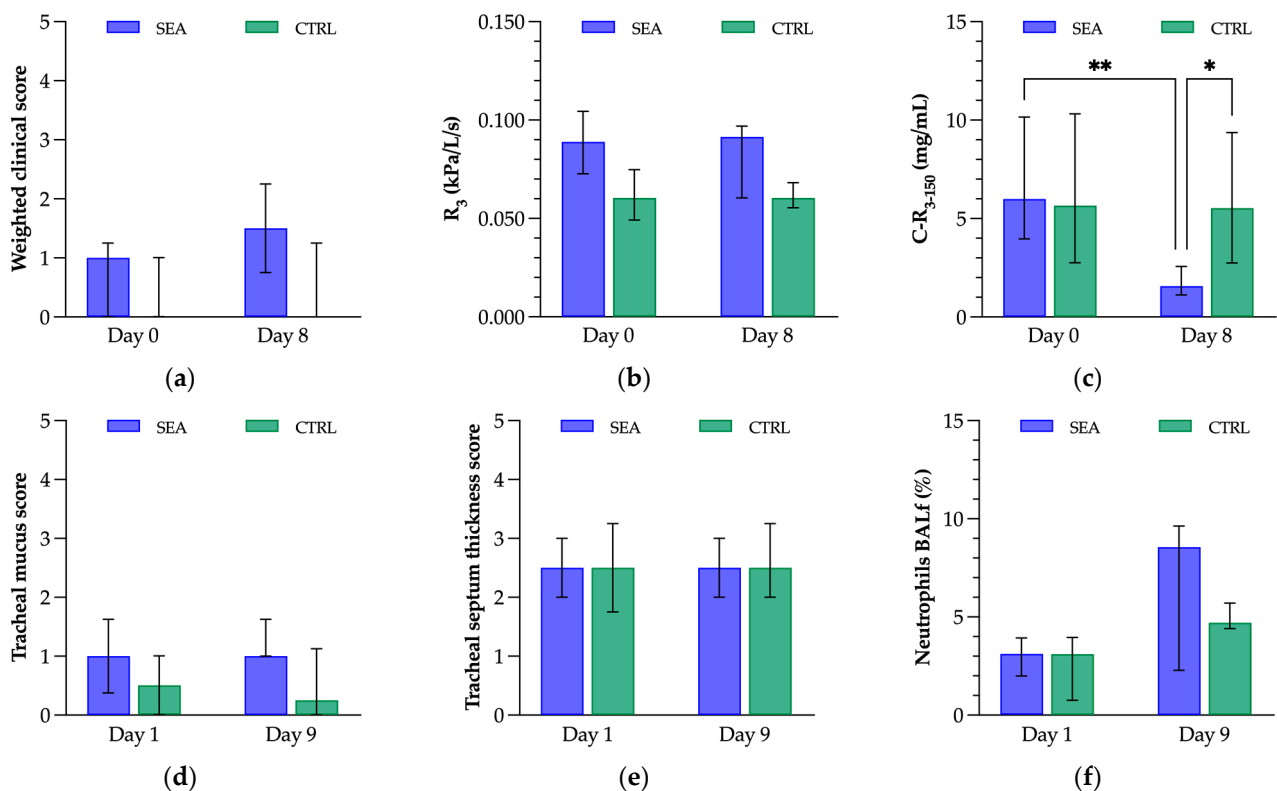 SEA CTRL
Weighted clinical score
5
4
3
2
1
0
Day 0 Day 8
(a)
SEA CTRL
R3 (kPa/L/s)
0.150
0.100
0.050
0.000
Day 0 Day 8
(b)
SEA CTRL
C-R3-150 (mg/mL)
15
10
5
0
** *
Day 0 Day 8
(c)
SEA CTRL
Tracheal mucus score
5
4
3
2
1
0
Day 1 Day 9
(d)
SEA CTRL
Tracheal septum thickness score
5
4
3
2
1
0
Day 1 Day 9
(e)
SEA CTRL
Neutrophils BALf (%)
15
10
5
0
Day 1 Day 9
(f)